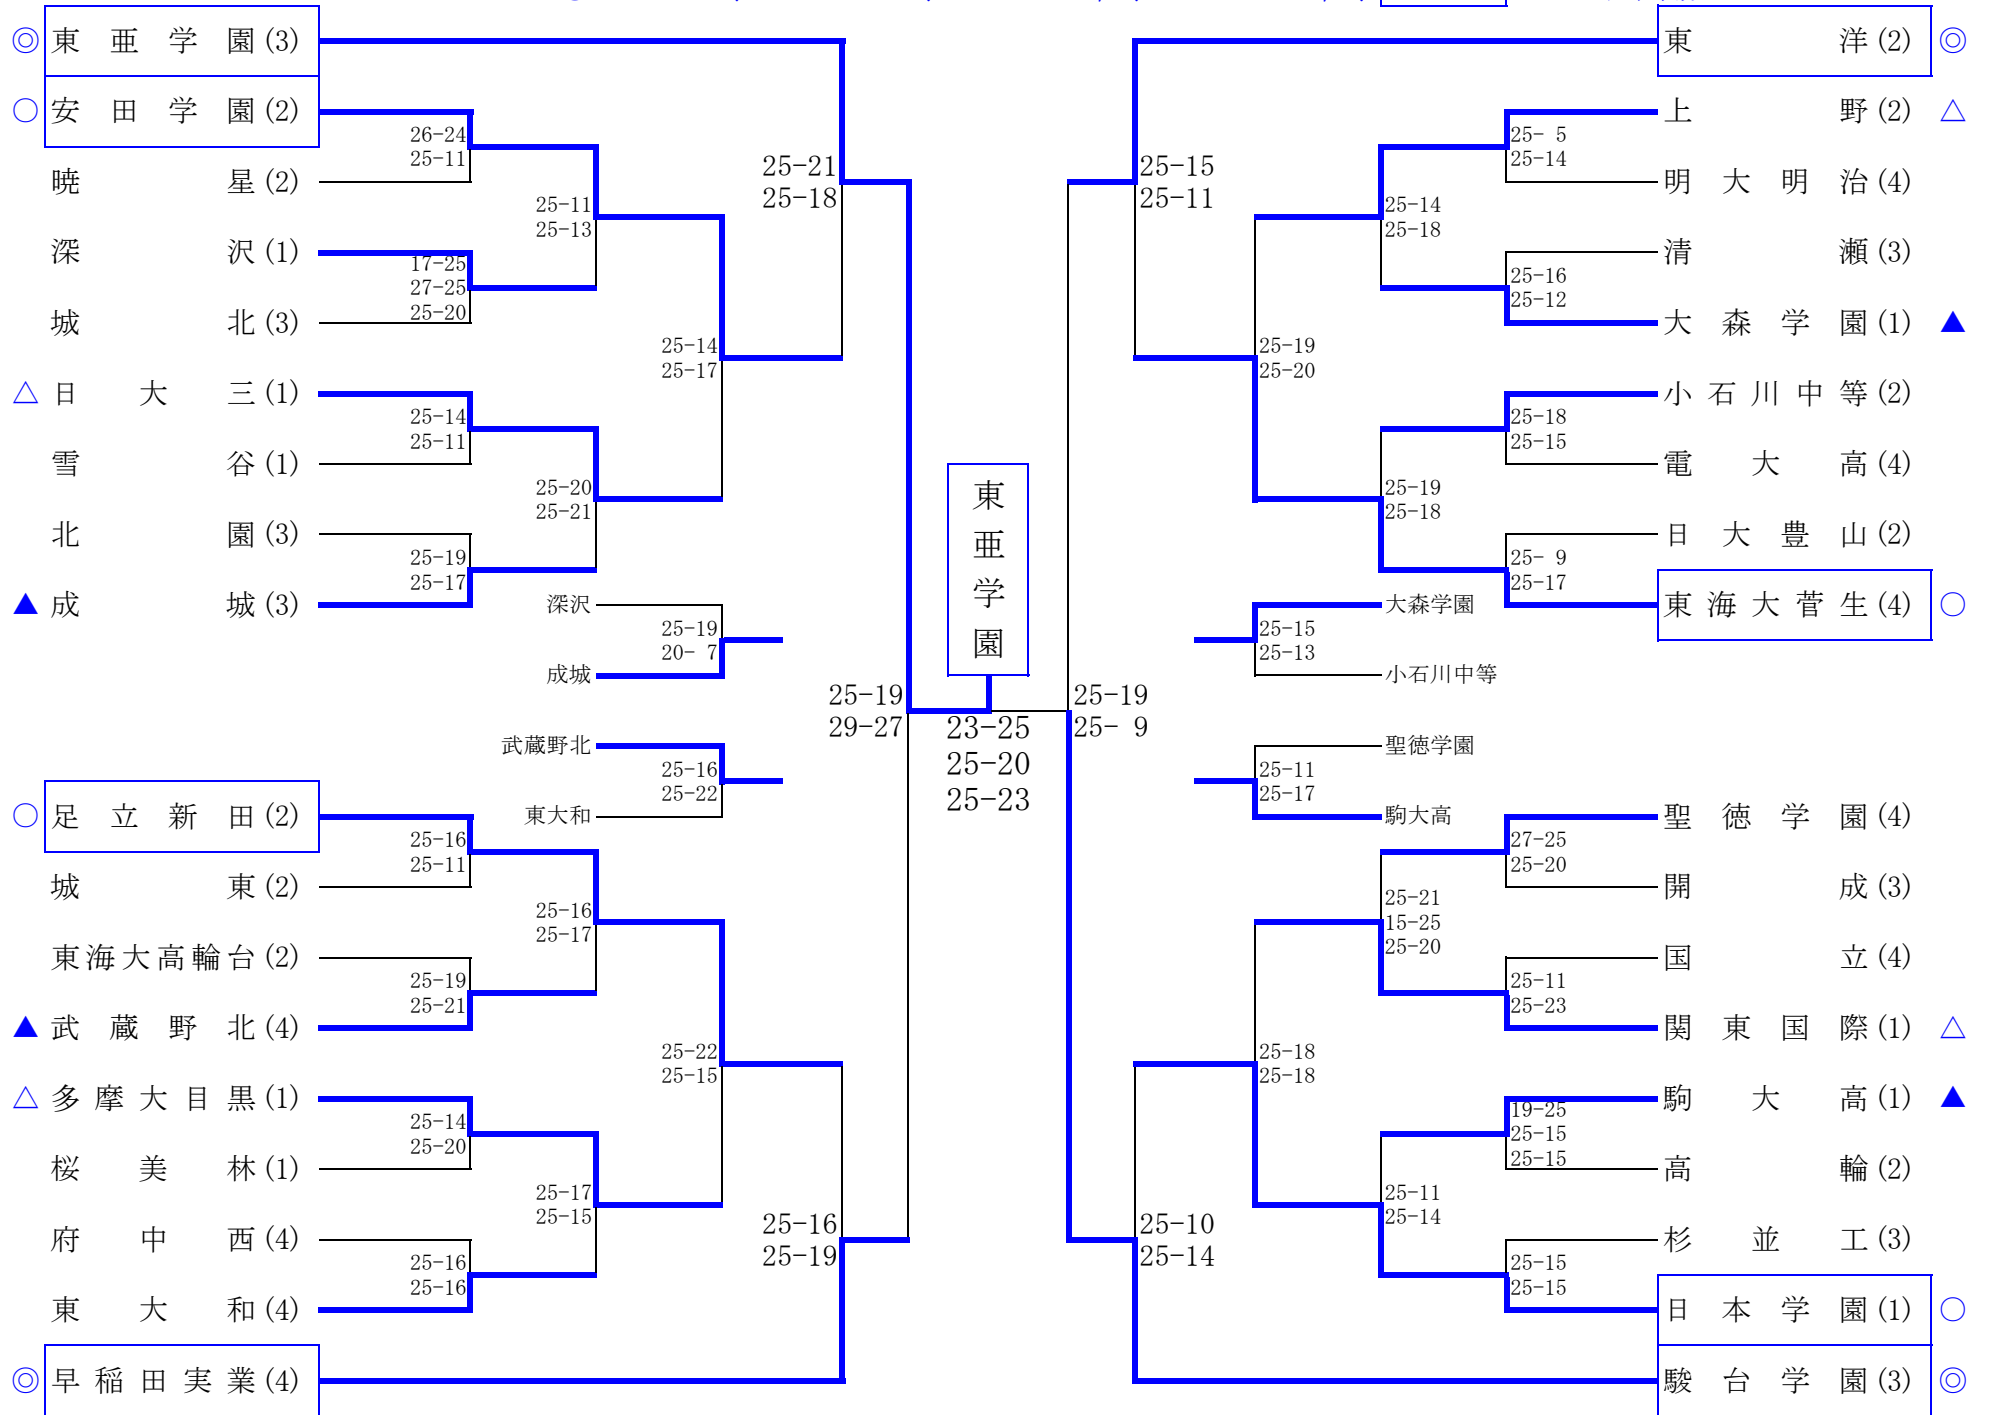 ◎ 東亜学園(3)
○ 安田学園(2)
26-24
25-11
暁星(2)
25-11
25-13
深沢(1)
17-25
27-25
25-20
城北(3)
25-14
25-17
△ 日大三(1)
25-14
25-11
雪谷(1)
25-20
25-21
北園(3)
25-19
25-17
▲ 成城(3)
25-21
25-18
深沢
25-19
20- 7
成城
武蔵野北
25-16
25-22
東大和
○ 足立新田(2)
25-16
25-11
城東(2)
25-16
25-17
東海大高輪台(2)
25-19
25-21
▲ 武蔵野北(4)
25-22
25-15
△ 多摩大目黒(1)
25-14
25-20
桜美林(1)
25-17
25-15
府中西(4)
25-16
25-16
東大和(4)
25-16
25-19
◎ 早稲田実業(4)
25-19
29-27
東亜学園
23-25
25-20
25-23
25-19
25- 9
東洋(2) ◎
25-15
25-11
上野(2) △
25- 5
25-14
明大明治(4)
25-14
25-18
清瀬(3)
25-16
25-12
大森学園(1) ▲
25-19
25-20
小石川中等(2)
25-18
25-15
電大高(4)
25-19
25-18
日大豊山(2)
25- 9
25-17
東海大菅生(4) ○
大森学園
25-15
25-13
小石川中等
聖徳学園
25-11
25-17
駒大高
聖徳学園(4)
27-25
25-20
開成(3)
25-21
15-25
25-20
国立(4)
25-11
25-23
関東国際(1) △
25-18
25-18
駒大高(1) ▲
19-25
25-15
25-15
高輪(2)
25-11
25-14
杉並工(3)
25-15
25-15
日本学園(1) ○
25-10
25-14
駿台学園(3) ◎